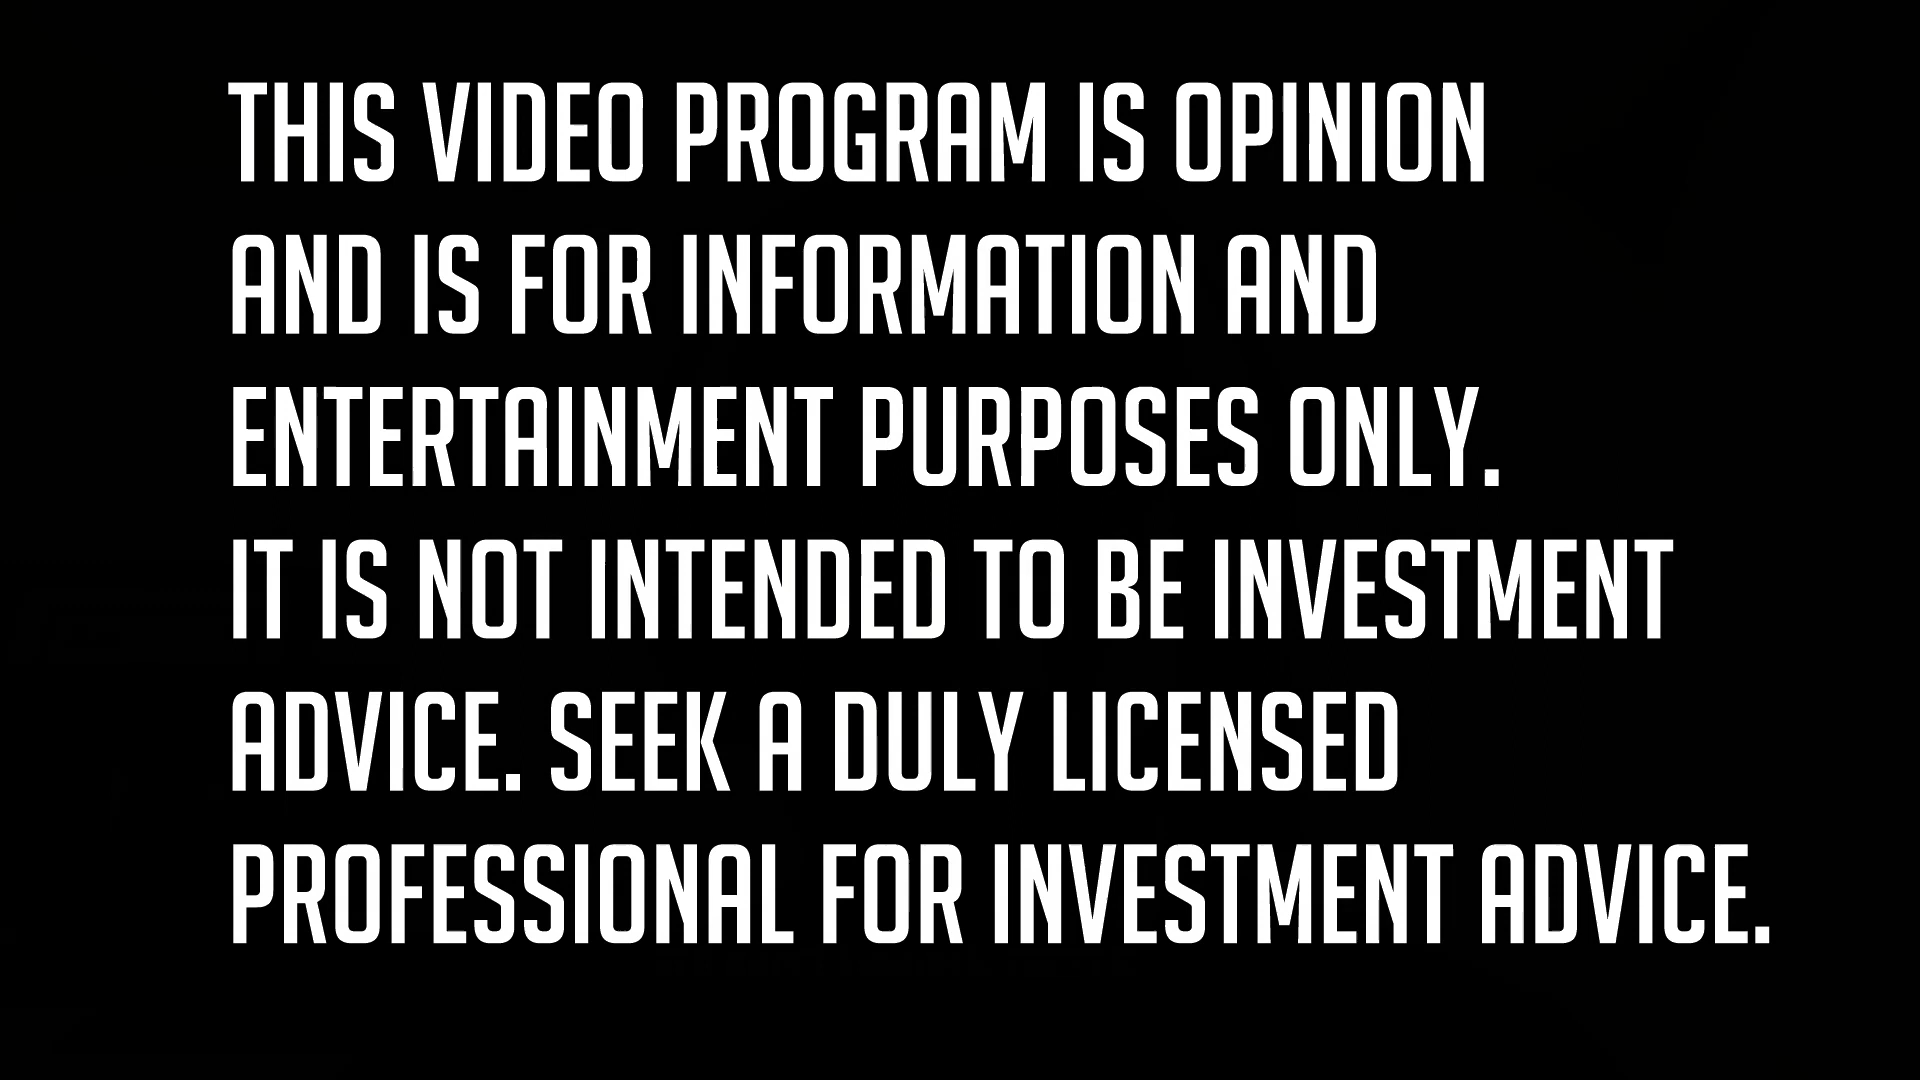 THIS VIDEO PROGRAM IS OPINION
AND IS FOR INFORMATION AND
ENTERTAINMENT PURPOSES ONLY.
IT IS NOT INTENDED TO BE INVESTMENT
ADVICE. SEEK A DULY LICENSED
PROFESSIONAL FOR INVESTMENT ADVICE.